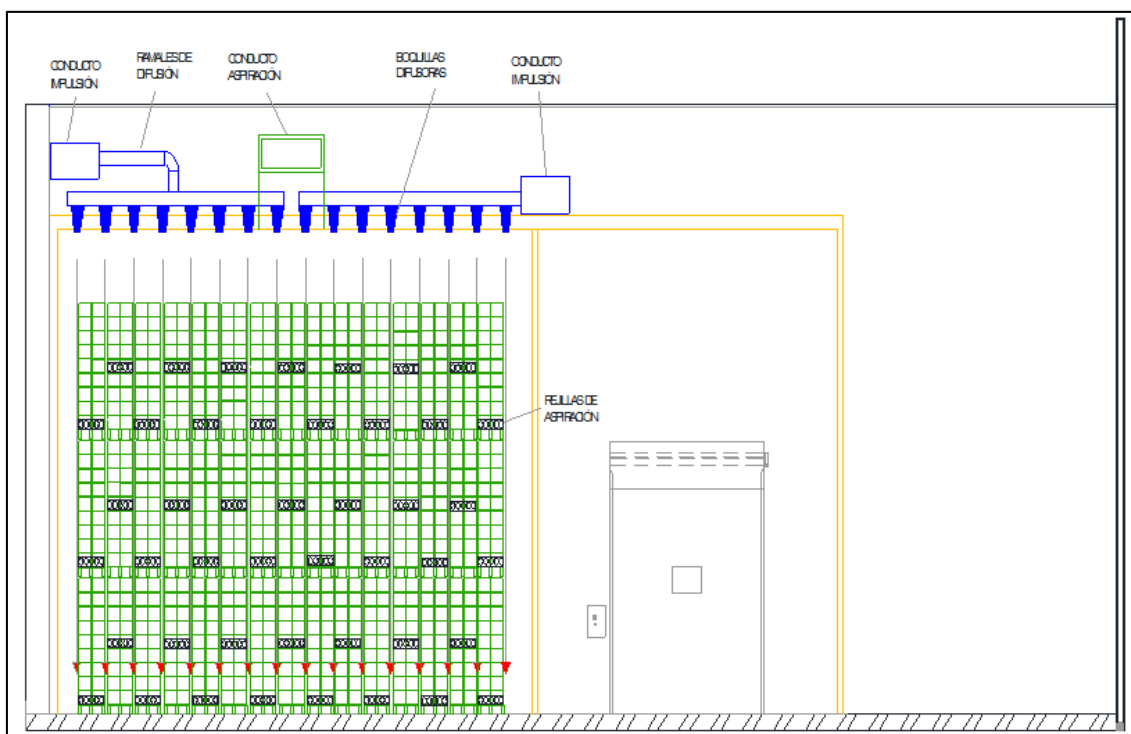 CONDUCTO
IMPULSIÓN
RAMALES DE
DIFUSIÓN
CONDUCTO
ASPIRACIÓN
BOQUILLAS
DIFUSORAS
CONDUCTO
IMPULSIÓN
REJILLAS DE
ASPIRACIÓN